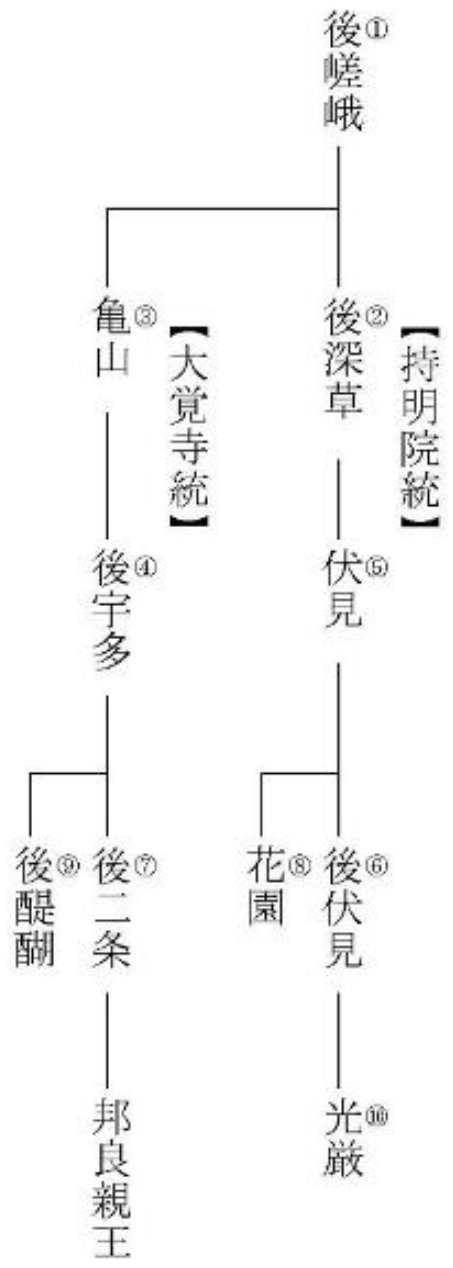 ①後嵯峨
【持明院統】
②後深草
⑤伏見
⑥後伏見
⑧花園
⑩光厳
【大覚寺統】
③亀山
④後宇多
⑦後二条
⑨後醍醐
邦良親王